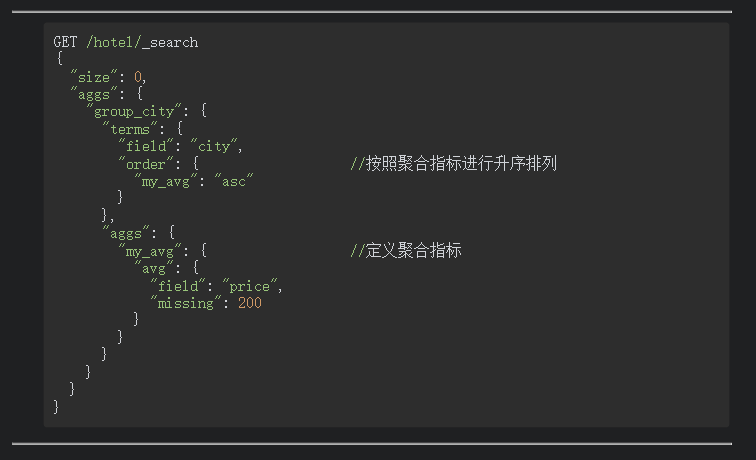 GET /hotel/_search
{
  "size": 0,
  "aggs": {
    "group_city": {
      "terms": {
        "field": "city",
        "order": {                   //按照聚合指标进行升序排列
          "my_avg": "asc"
        }
      },
      "aggs": {
        "my_avg": {                  //定义聚合指标
          "avg": {
            "field": "price",
            "missing": 200
          }
        }
      }
    }
  }
}